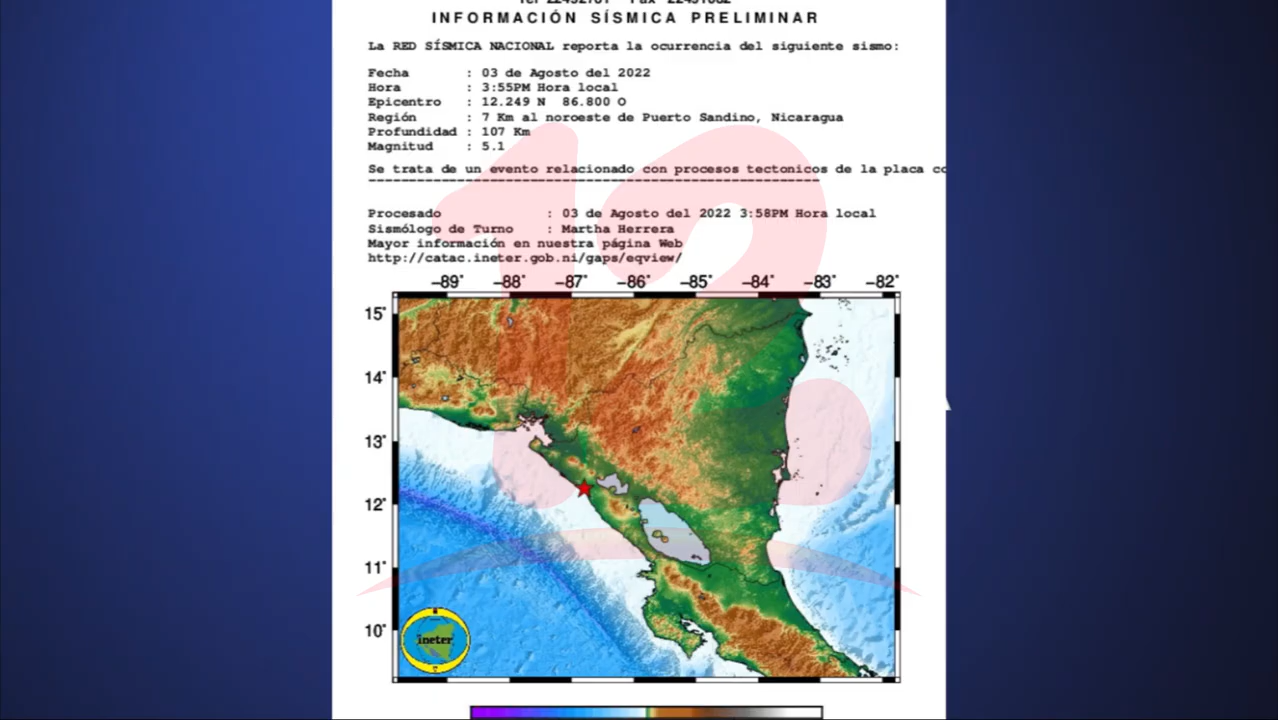 INFORMACIÓN SÍSMICA PRELIMINAR
La RED SÍSMICA NACIONAL reporta la ocurrencia del siguiente sismo:
Fecha : 03 de Agosto del 2022
Hora : 3:55PM Hora local
Epicentro : 12.249 N 86.800 O
Región : 7 Km al noroeste de Puerto Sandino, Nicaragua
Profundidad : 107 Km
Magnitud : 5.1
Se trata de un evento relacionado con procesos tectonicos de la placa co
Procesado : 03 de Agosto del 2022 3:58PM Hora local
Sismólogo de Turno : Martha Herrera
Mayor información en nuestra página Web
http://catac.ineter.gob.ni/gaps/eqview/
12
-89° -88° -87° -86° -85° -84° -83° -82°
15°
14°
13°
12°
11°
10°
ineter